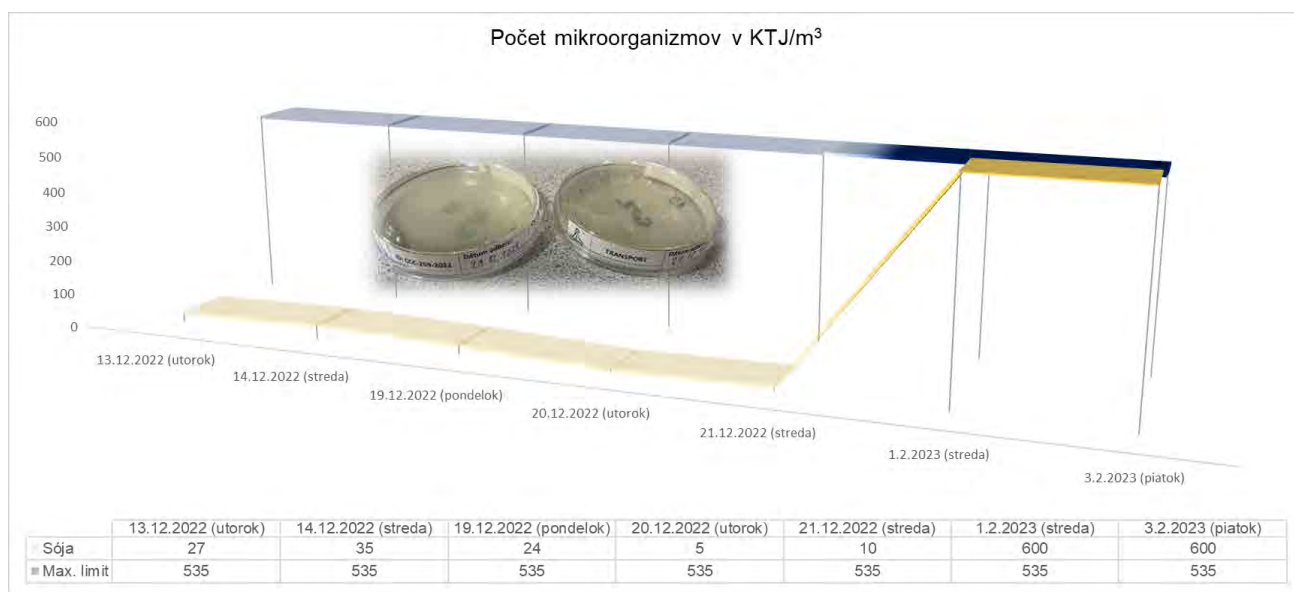 Počet mikroorganizmov v KTJ/m³
600
500
400
300
200
100
0
TRANSPORT
13.12.2022 (utorok)
14.12.2022 (streda)
19.12.2022 (pondelok)
20.12.2022 (utorok)
21.12.2022 (streda)
1.2.2023 (streda)
3.2.2023 (piatok)
13.12.2022 (utorok) 14.12.2022 (streda) 19.12.2022 (pondelok) 20.12.2022 (utorok) 21.12.2022 (streda) 1.2.2023 (streda) 3.2.2023 (piatok)
Sója 27 35 24 5 10 600 600
Max. limit 535 535 535 535 535 535 535